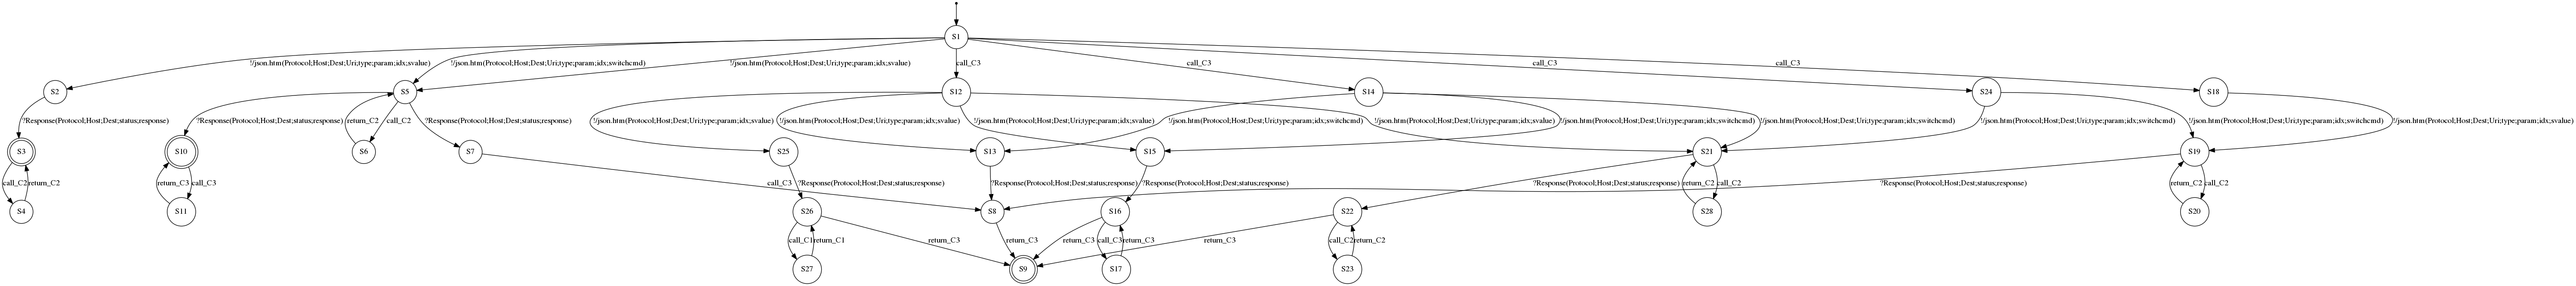 S1
!/json.htm(Protocol;Host;Dest;Uri;type;param;idx;svalue)
!/json.htm(Protocol;Host;Dest;Uri;type;param;idx;switchcmd)
!/json.htm(Protocol;Host;Dest;Uri;type;param;idx;svalue)
call_C3
call_C3
call_C3
call_C3
S2
S5
S12
S14
S24
S18
?Response(Protocol;Host;Dest;status;response)
?Response(Protocol;Host;Dest;status;response)
return_C2
call_C2
?Response(Protocol;Host;Dest;status;response)
!/json.htm(Protocol;Host;Dest;Uri;type;param;idx;svalue)
!/json.htm(Protocol;Host;Dest;Uri;type;param;idx;svalue)
!/json.htm(Protocol;Host;Dest;Uri;type;param;idx;svalue)
!/json.htm(Protocol;Host;Dest;Uri;type;param;idx;switchcmd)
!/json.htm(Protocol;Host;Dest;Uri;type;param;idx;svalue)
!/json.htm(Protocol;Host;Dest;Uri;type;param;idx;switchcmd)
!/json.htm(Protocol;Host;Dest;Uri;type;param;idx;switchcmd)
!/json.htm(Protocol;Host;Dest;Uri;type;param;idx;switchcmd)
!/json.htm(Protocol;Host;Dest;Uri;type;param;idx;switchcmd)
!/json.htm(Protocol;Host;Dest;Uri;type;param;idx;svalue)
S3
S10
S6
S7
S25
S13
S15
S21
S19
call_C2
return_C2
return_C3
call_C3
call_C3
?Response(Protocol;Host;Dest;status;response)
?Response(Protocol;Host;Dest;status;response)
?Response(Protocol;Host;Dest;status;response)
?Response(Protocol;Host;Dest;status;response)
return_C2
call_C2
?Response(Protocol;Host;Dest;status;response)
return_C2
call_C2
S4
S11
S26
S8
S16
S22
S28
S20
call_C1
return_C1
return_C3
return_C3
return_C3
call_C3
return_C3
return_C3
call_C2
return_C2
S27
S9
S17
S23